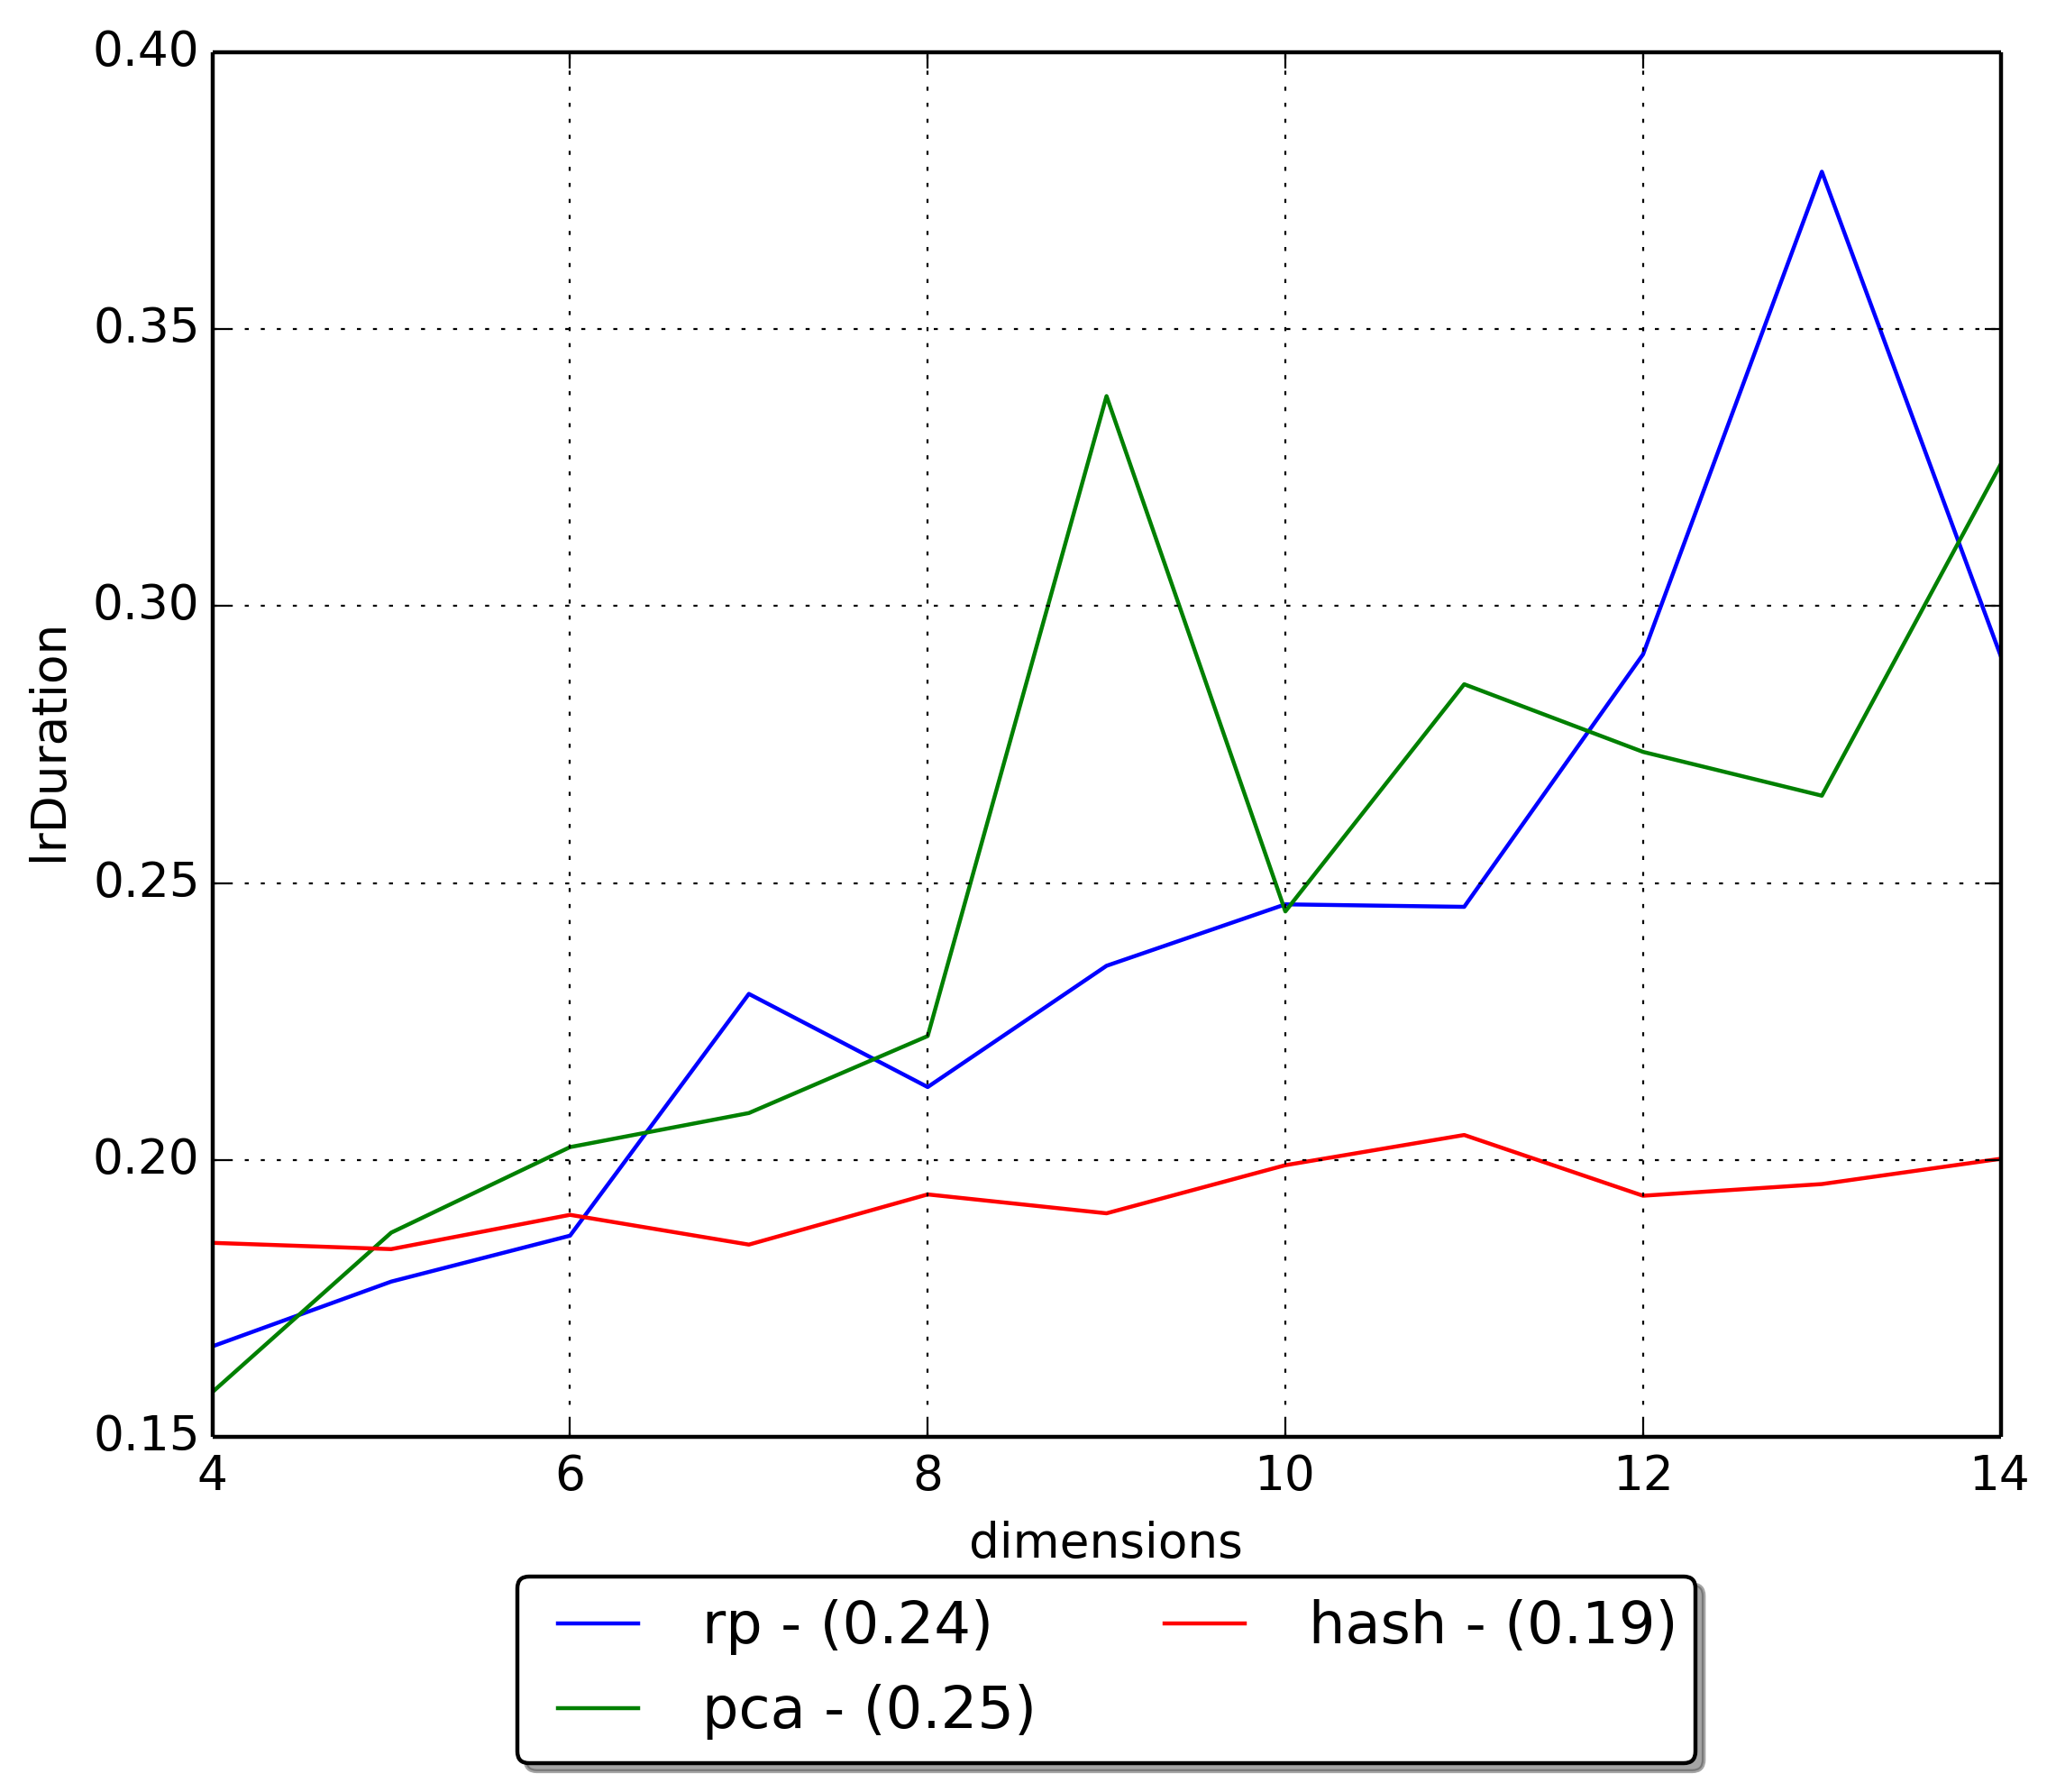 0.40
0.35
0.30
0.25
0.20
0.15
lrDuration
4 6 8 10 12 14
dimensions
rp - (0.24) hash - (0.19)
pca - (0.25)